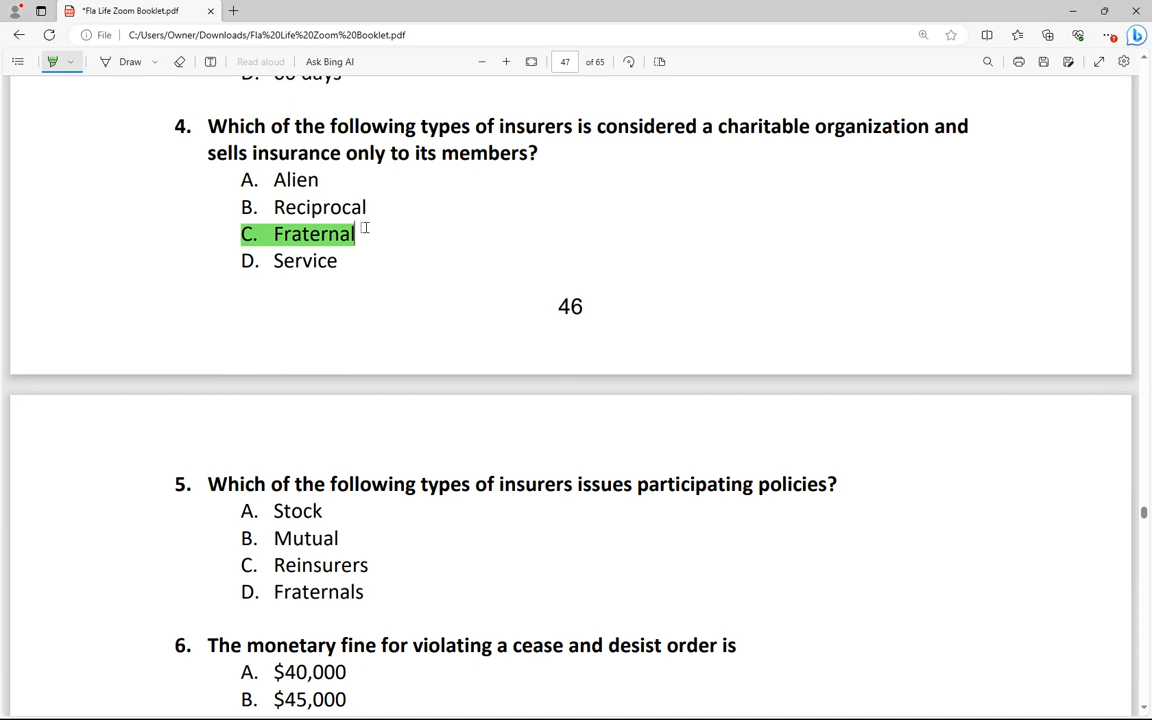 *Fla Life Zoom Booklet.pdf
File C:/Users/Owner/Downloads/Fla%20Life%20Zoom%20Booklet.pdf
Draw Read aloud Ask Bing AI 47 of 65
D. 60 days
4. Which of the following types of insurers is considered a charitable organization and
sells insurance only to its members?
A. Alien
B. Reciprocal
C. Fraternal
D. Service
46
5. Which of the following types of insurers issues participating policies?
A. Stock
B. Mutual
C. Reinsurers
D. Fraternals
6. The monetary fine for violating a cease and desist order is
A. $40,000
B. $45,000